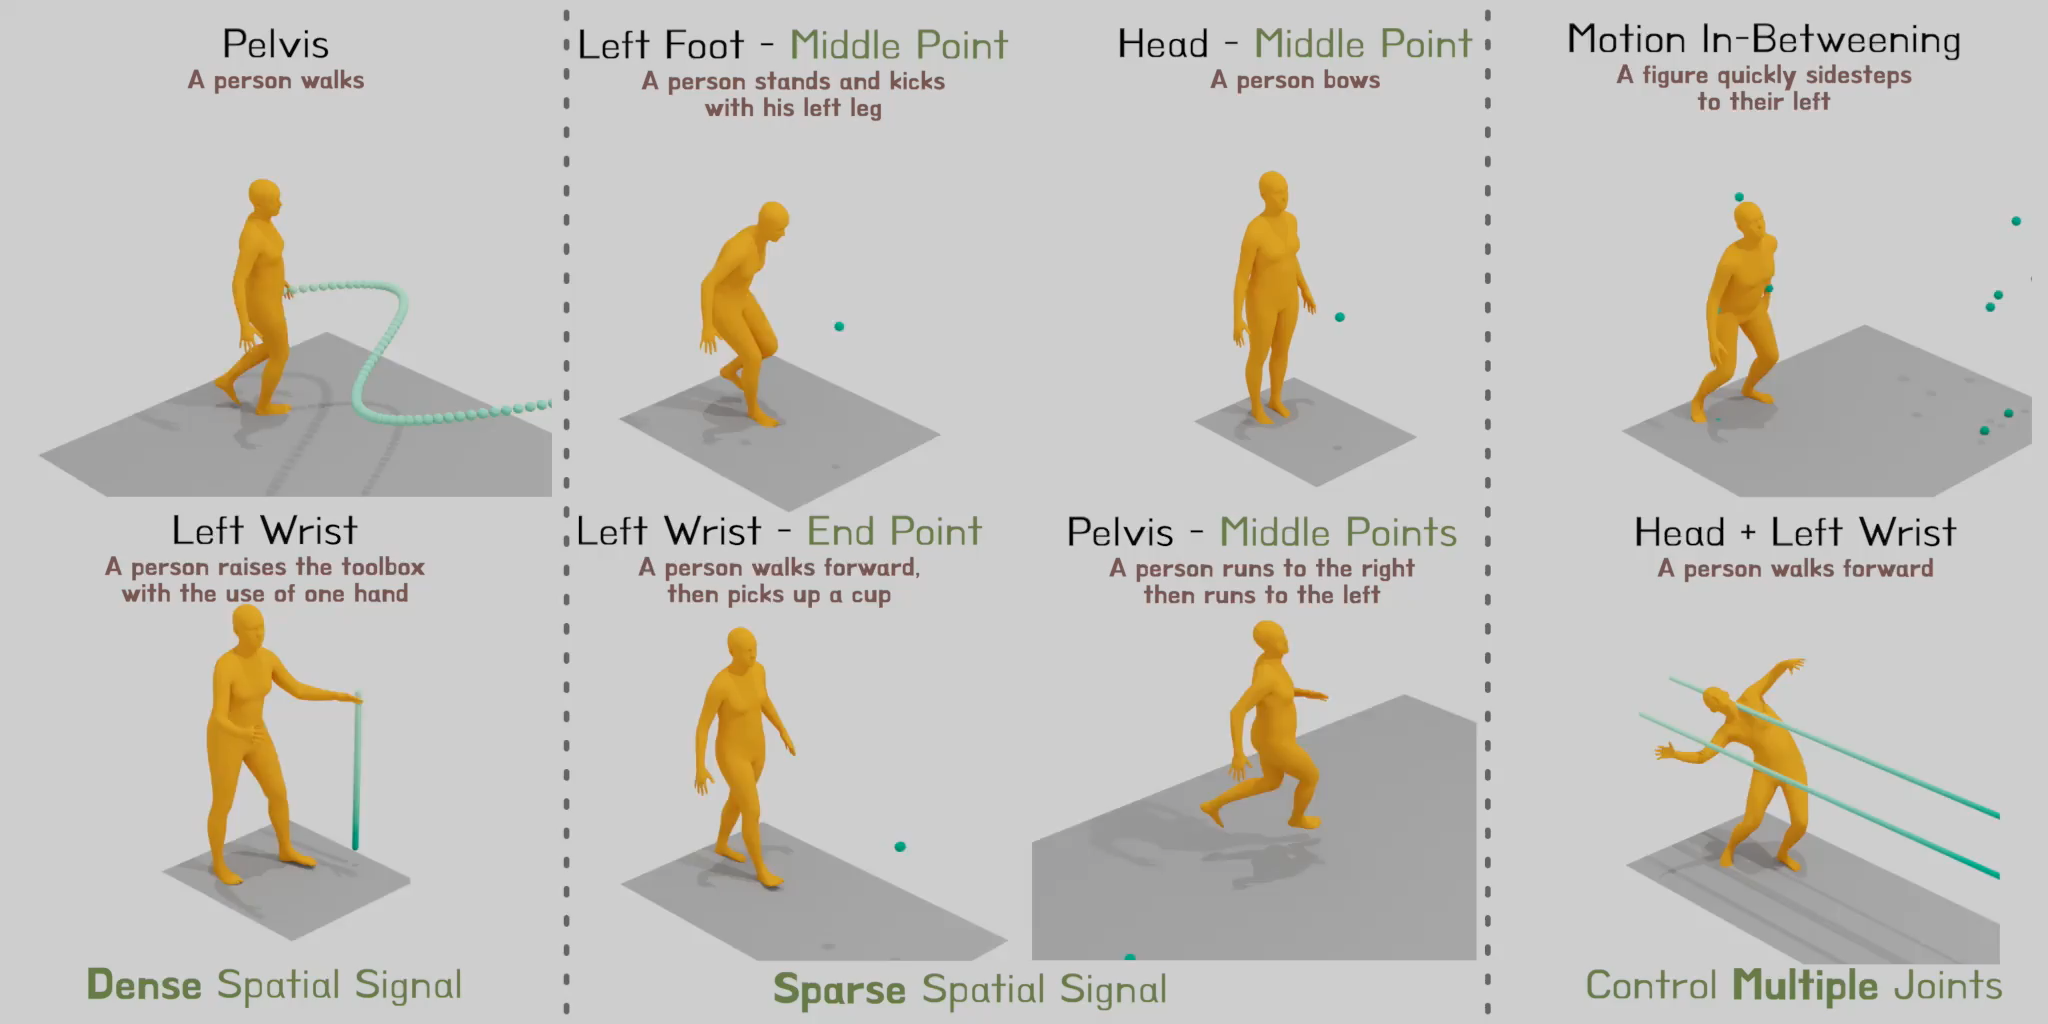 Pelvis
A person walks
Left Foot - Middle Point
A person stands and kicks
with his left leg
Head - Middle Point
A person bows
Motion In-Betweening
A figure quickly sidesteps
to their left
Left Wrist
A person raises the toolbox
with the use of one hand
Left Wrist - End Point
A person walks forward,
then picks up a cup
Pelvis - Middle Points
A person runs to the right
then runs to the left
Head + Left Wrist
A person walks forward
Dense Spatial Signal
Sparse Spatial Signal
Control Multiple Joints